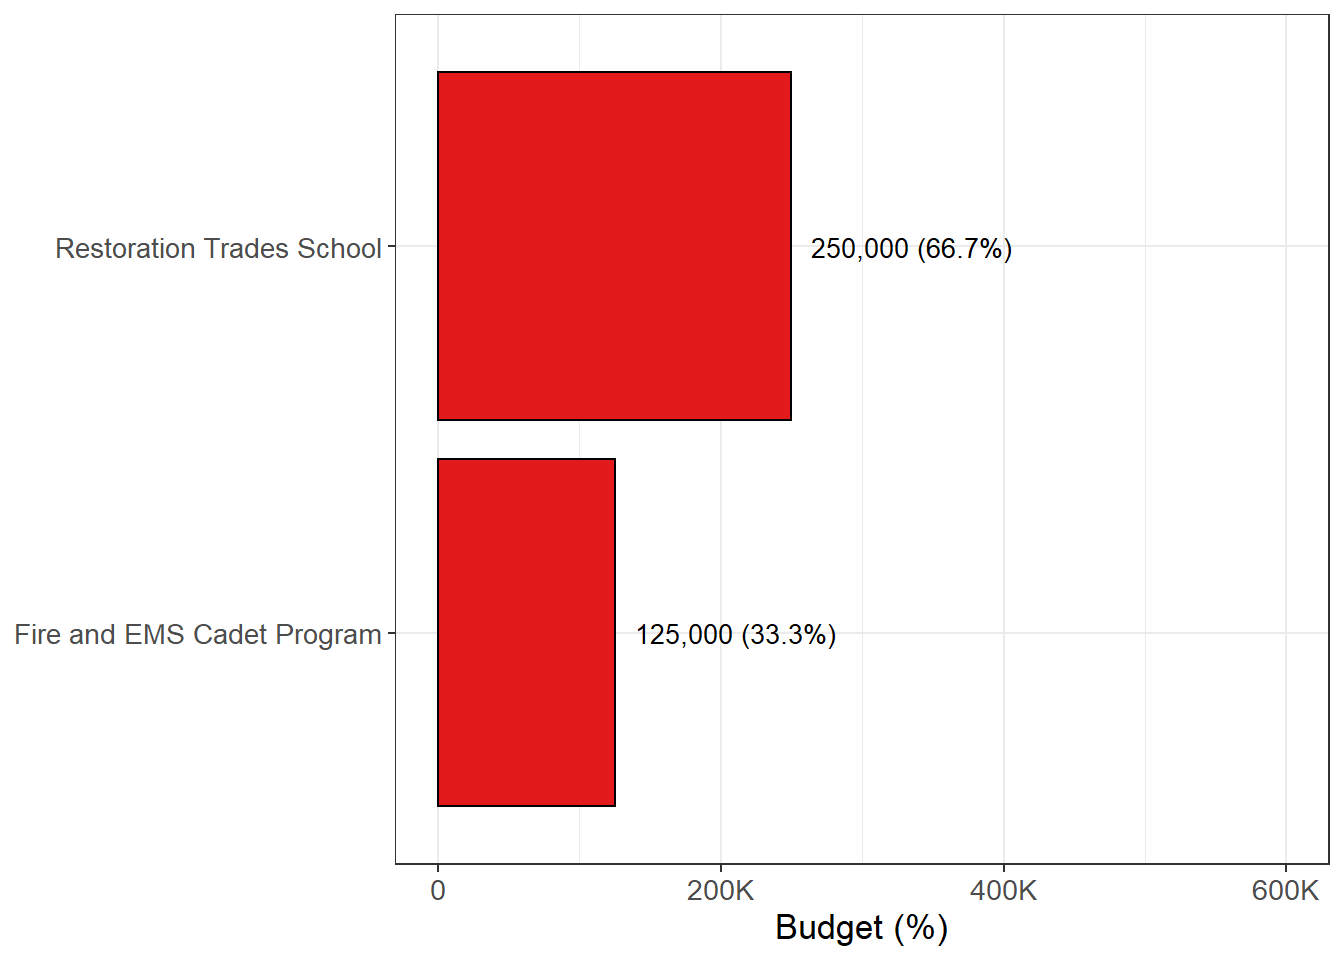 Restoration Trades School
250,000 (66.7%)
Fire and EMS Cadet Program
125,000 (33.3%)
0
200K
400K
600K
Budget (%)